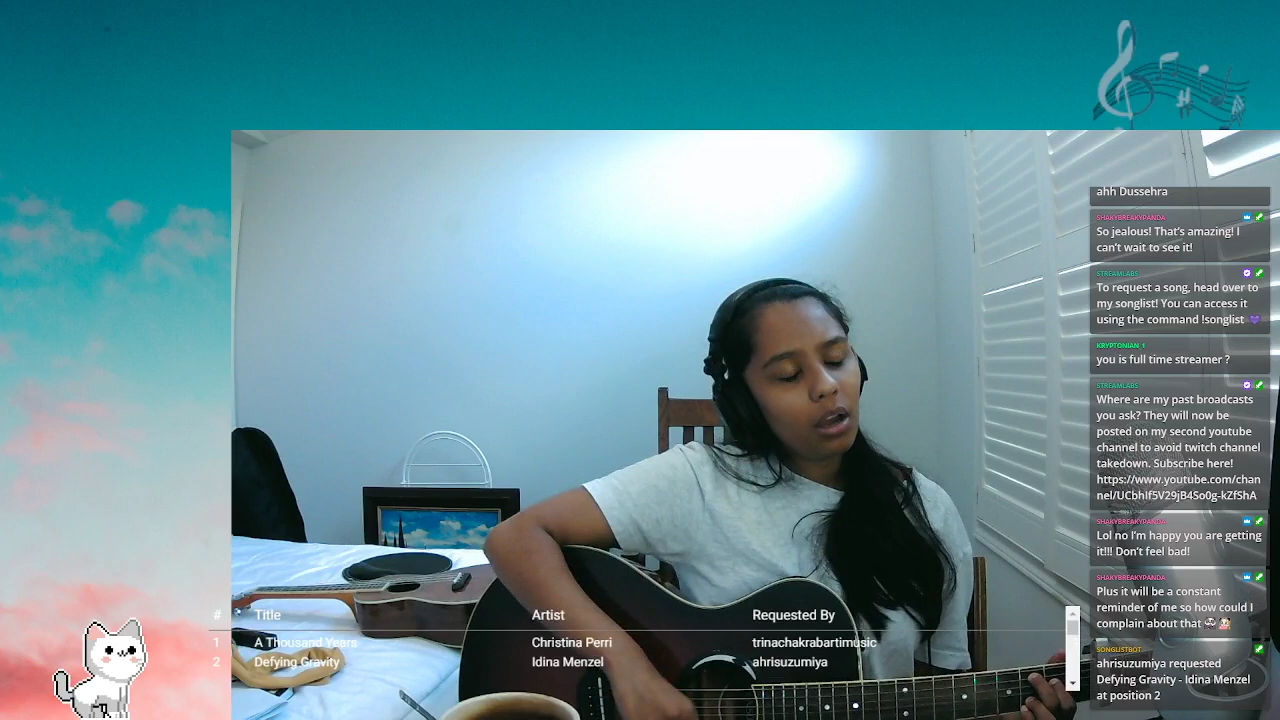 ahh Dussehra
SHAKYBREAKYPANDA
So jealous! That's amazing! I
can't wait to see it!
STREAMLABS
To request a song, head over to
my songlist! You can access it
using the command !songlist 💜
KRYPTONIAN_1
you is full time streamer ?
STREAMLABS
Where are my past broadcasts
you ask? They will now be
posted on my second youtube
channel to avoid twitch channel
takedown. Subscribe here!
https://www.youtube.com/chan
nel/UCbhIf5V29jB4So0g-kZfShA
SHAKYBREAKYPANDA
Lol no I'm happy you are getting
it!!! Don't feel bad!
SHAKYBREAKYPANDA
Plus it will be a constant
reminder of me so how could I
complain about that
SONGLISTBOT
ahrisuzumiya requested
Defying Gravity - Idina Menzel
at position 2
# Title Artist Requested By
1 A Thousand Years Christina Perri trinachakrabartimusic
2 Defying Gravity Idina Menzel ahrisuzumiya